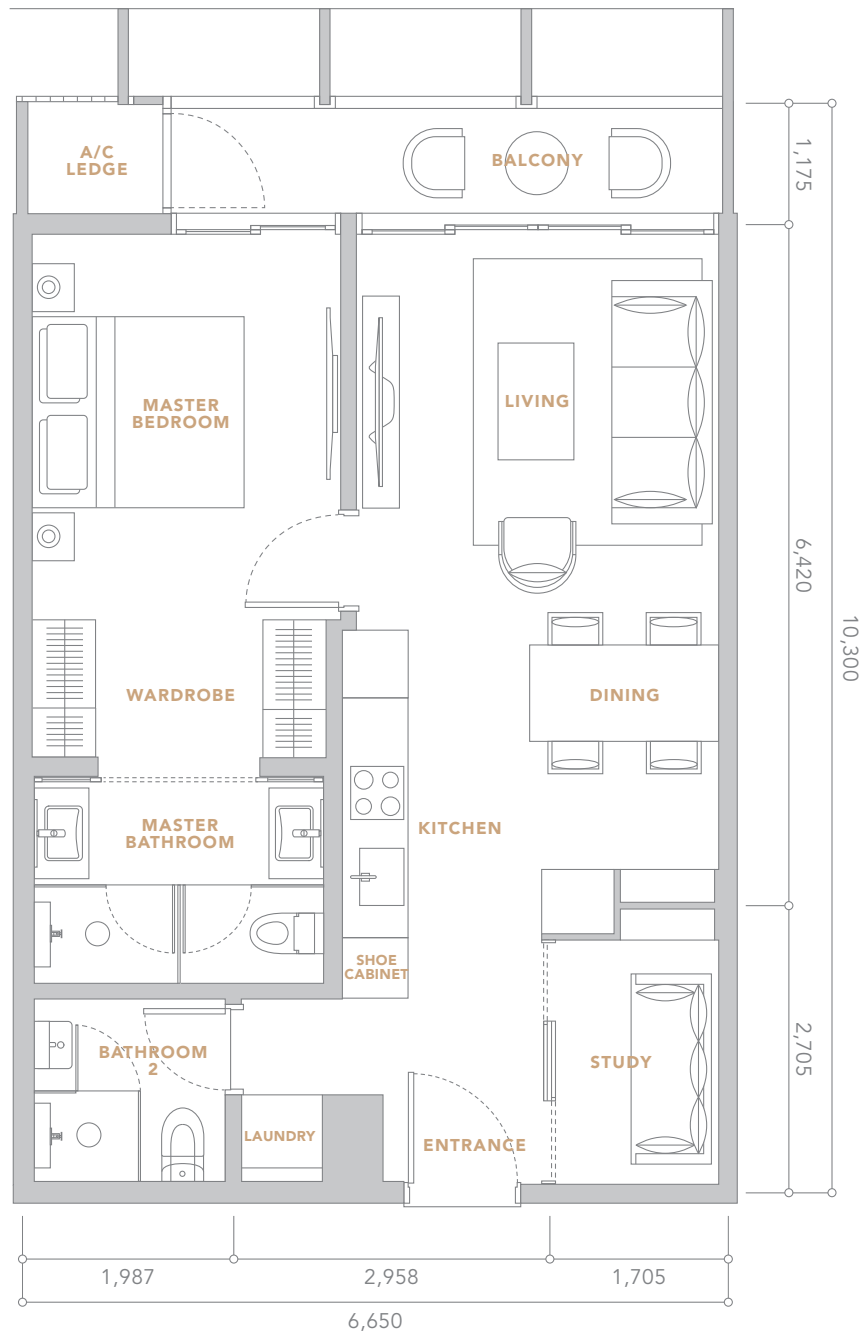 A/C
LEDGE
BALCONY
1,175
MASTER
BEDROOM
LIVING
6,420
10,300
WARDROBE
DINING
MASTER
BATHROOM
KITCHEN
SHOE
CABINET
BATHROOM
2
STUDY
2,705
LAUNDRY
ENTRANCE
1,987
2,958
1,705
6,650